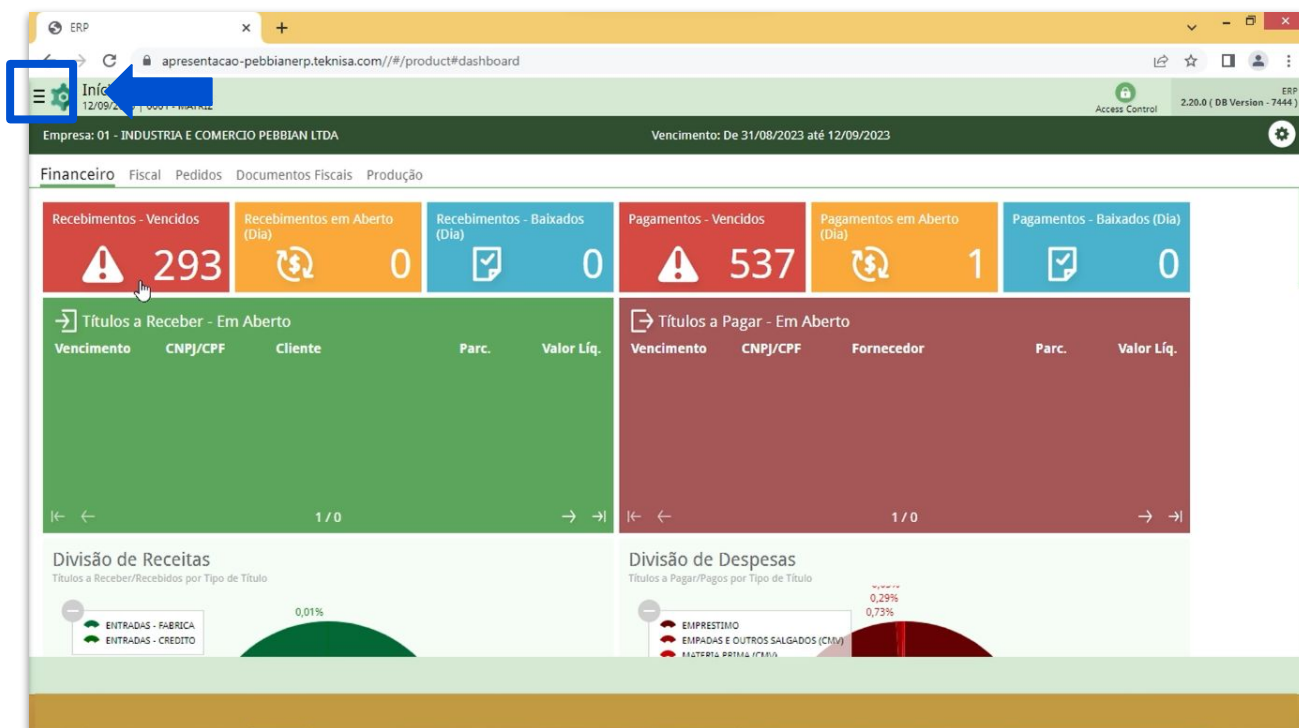 ERP
apresentacao-pebbianerp.teknisa.com//#/product#dashboard
Access Control
ERP
2.20.0 ( DB Version - 7444 )
Empresa: 01 - INDUSTRIA E COMERCIO PEBBIAN LTDA
Vencimento: De 31/08/2023 até 12/09/2023
Financeiro Fiscal Pedidos Documentos Fiscais Produção
Recebimentos - Vencidos
293
Recebimentos em Aberto
(Dia)
0
Recebimentos - Baixados
(Dia)
0
Pagamentos - Vencidos
537
Pagamentos em Aberto
(Dia)
1
Pagamentos - Baixados (Dia)
0
Títulos a Receber - Em Aberto
Vencimento CNPJ/CPF Cliente Parc. Valor Líq.
1 / 0
Títulos a Pagar - Em Aberto
Vencimento CNPJ/CPF Fornecedor Parc. Valor Líq.
1 / 0
Divisão de Receitas
Títulos a Receber/Recebidos por Tipo de Título
0,01%
ENTRADAS - FABRICA
ENTRADAS - CREDITO
Divisão de Despesas
Títulos a Pagar/Pagos por Tipo de Título
0,29%
0,73%
EMPRESTIMO
EMPADAS E OUTROS SALGADOS (CMV)
MATERIA PRIMA (CMV)